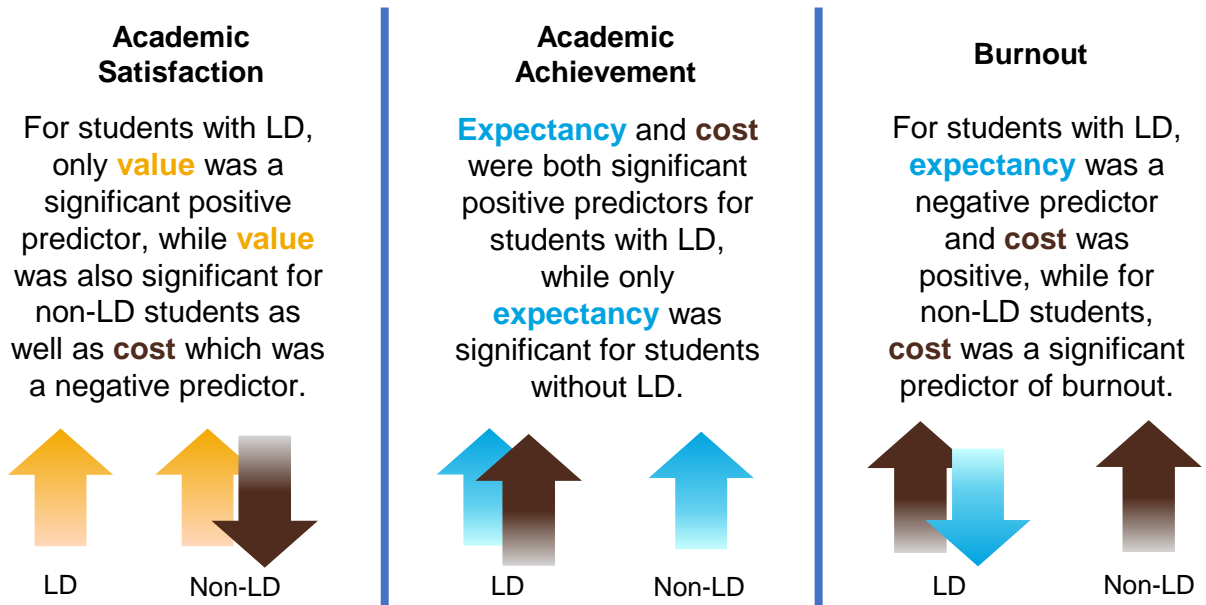 Academic
Satisfaction
For students with LD,
only value was a
significant positive
predictor, while value
was also significant for
non-LD students as
well as cost which was
a negative predictor.
LD
Non-LD
Academic
Achievement
Expectancy and cost
were both significant
positive predictors for
students with LD,
while only
expectancy was
significant for students
without LD.
LD
Non-LD
Burnout
For students with LD,
expectancy was a
negative predictor
and cost was
positive, while for
non-LD students,
cost was a significant
predictor of burnout.
LD
Non-LD